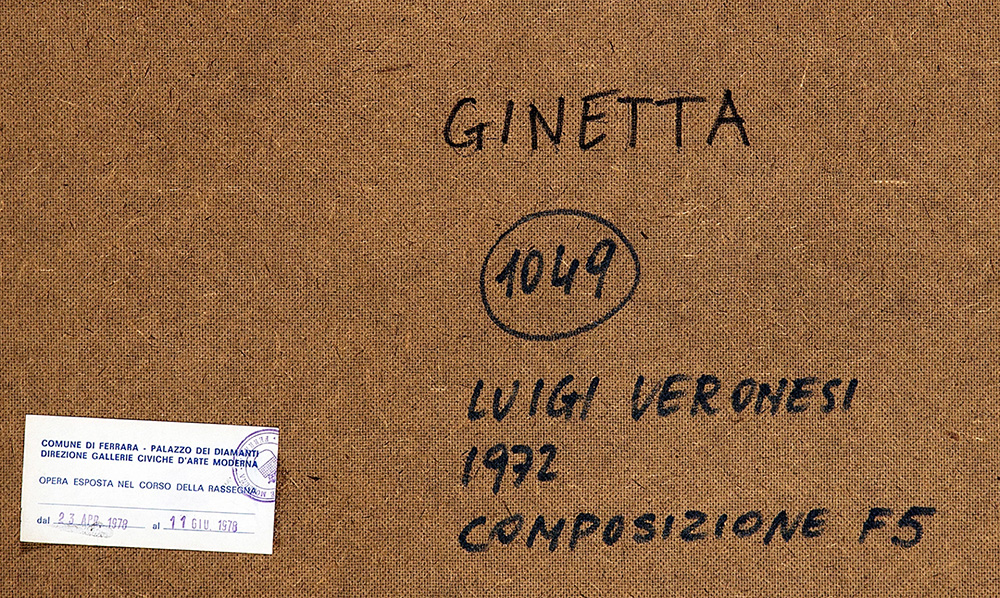 GINETTA
1049
LUIGI VERONESI
1972
COMPOSIZIONE F5
COMUNE DI FERRARA - PALAZZO DEI DIAMANTI
DIREZIONE GALLERIE CIVICHE D'ARTE MODERNA
OPERA ESPOSTA NEL CORSO DELLA RASSEGNA
dal 23 APR. 1978 al 11 GIU. 1978